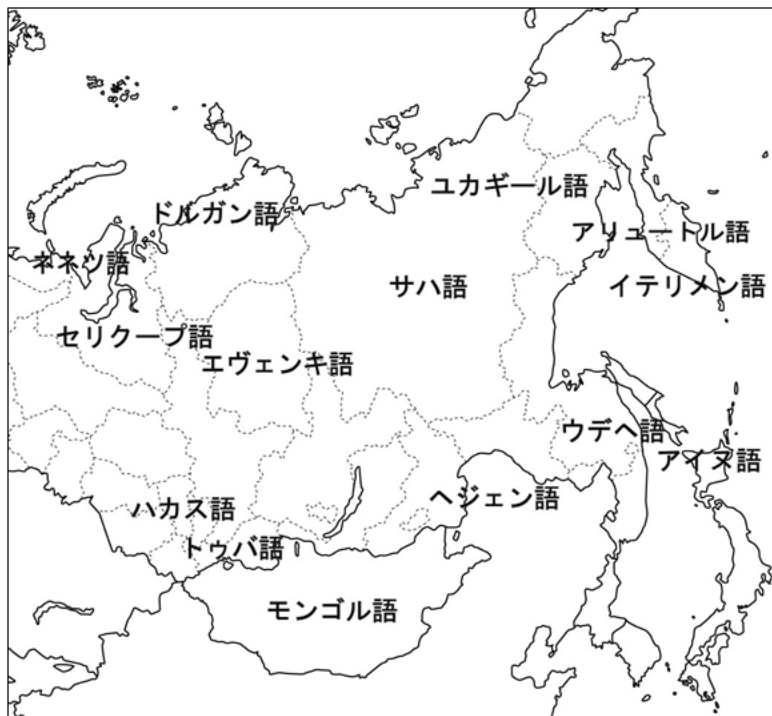 ユカギール語
ドルガン語
アリュートル語
ネネツ語
サハ語
イテリメン語
セリクープ語
エヴェンキ語
ウデヘ語
アイヌ語
ヘジェン語
ハカス語
トゥバ語
モンゴル語